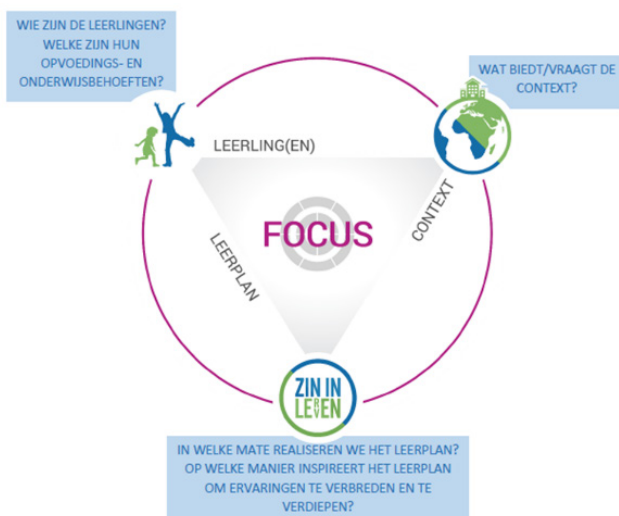 WIE ZIJN DE LEERLINGEN?
WELKE ZIJN HUN
OPVOEDINGS- EN
ONDERWIJSBEHOEFTEN?
WAT BIEDT/VRAAGT DE
CONTEXT?
LEERLING(EN)
CONTEXT
FOCUS
LEERPLAN
ZIN IN
LEERVEN
IN WELKE MATE REALISEREN WE HET LEERPLAN?
OP WELKE MANIER INSPIREERT HET LEERPLAN
OM ERVARINGEN TE VERBREDEN EN TE
VERDIEPEN?